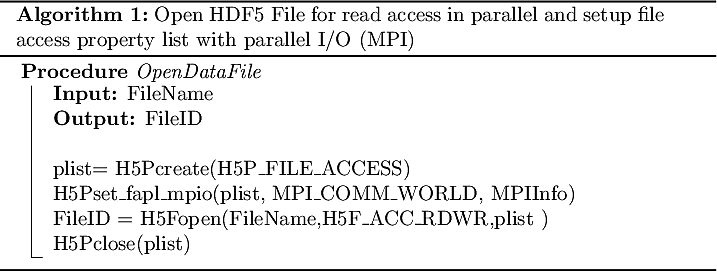 Algorithm 1: Open HDF5 File for read access in parallel and setup file
access property list with parallel I/O (MPI)
Procedure OpenDataFile
Input: FileName
Output: FileID
plist= H5Pcreate(H5P_FILE_ACCESS)
H5Pset_fapl_mpio(plist, MPI_COMM_WORLD, MPIInfo)
FileID = H5Fopen(FileName,H5F_ACC_RDWR,plist )
H5Pclose(plist)